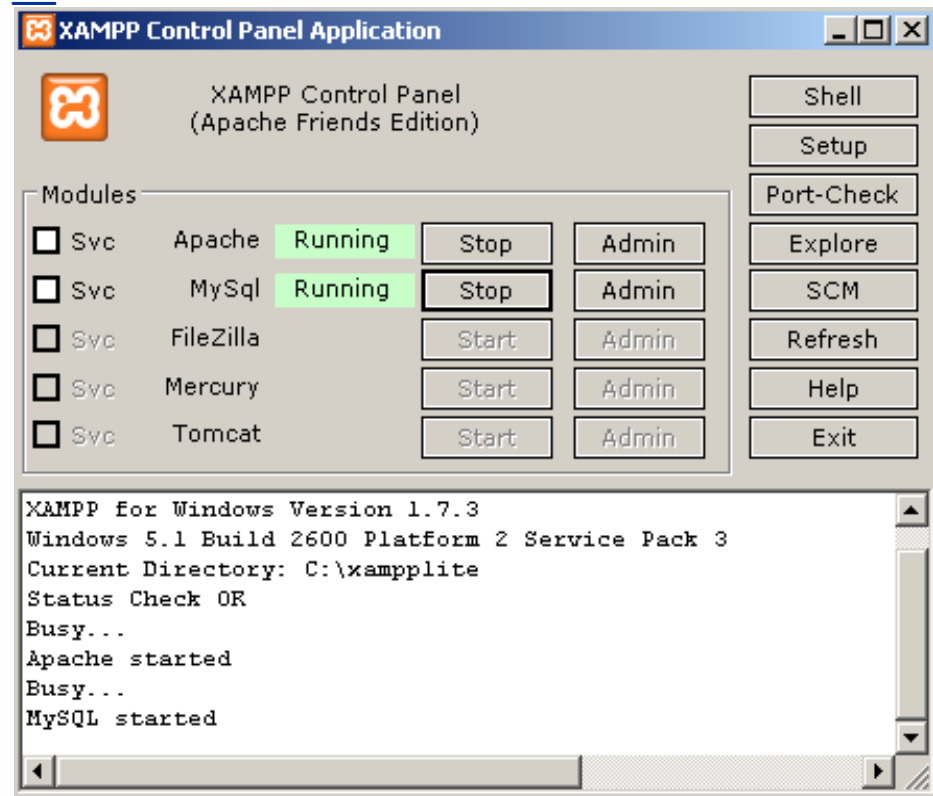 XAMPP Control Panel Application
XAMPP Control Panel
(Apache Friends Edition)
Shell
Setup
Port-Check
Explore
SCM
Refresh
Help
Exit
Modules
Svc Apache Running Stop Admin
Svc MySql Running Stop Admin
Svc FileZilla Start Admin
Svc Mercury Start Admin
Svc Tomcat Start Admin
XAMPP for Windows Version 1.7.3
Windows 5.1 Build 2600 Platform 2 Service Pack 3
Current Directory: C:\xampplite
Status Check OK
Busy...
Apache started
Busy...
MySQL started